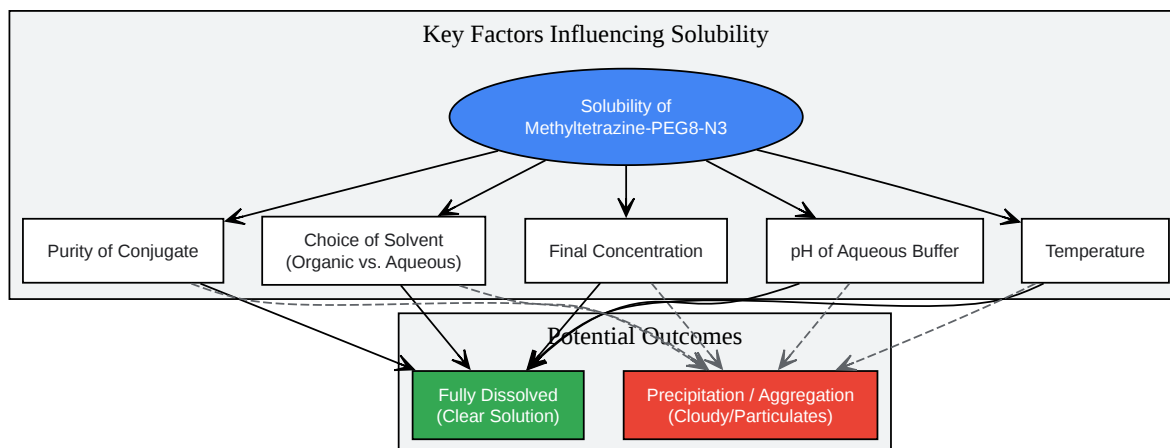 Key Factors Influencing Solubility
Solubility of
Methyltetrazine-PEG8-N3
Purity of Conjugate
Choice of Solvent
(Organic vs. Aqueous)
Final Concentration
pH of Aqueous Buffer
Temperature
Potential Outcomes
Fully Dissolved
(Clear Solution)
Precipitation / Aggregation
(Cloudy/Particulates)